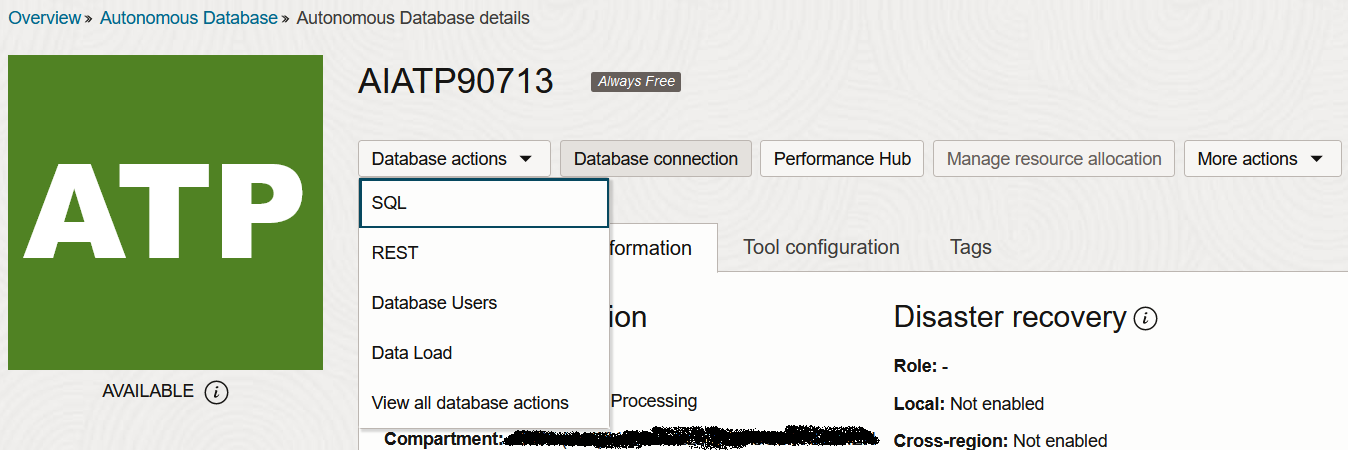 Overview » Autonomous Database » Autonomous Database details
ATP
AVAILABLE i
AIATP90713 Always Free
Database actions Database connection Performance Hub Manage resource allocation More actions
SQL
REST
Database Users
Data Load
View all database actions
formation Tool configuration Tags
ion
Processing
Compartment:
Disaster recovery i
Role: -
Local: Not enabled
Cross-region: Not enabled